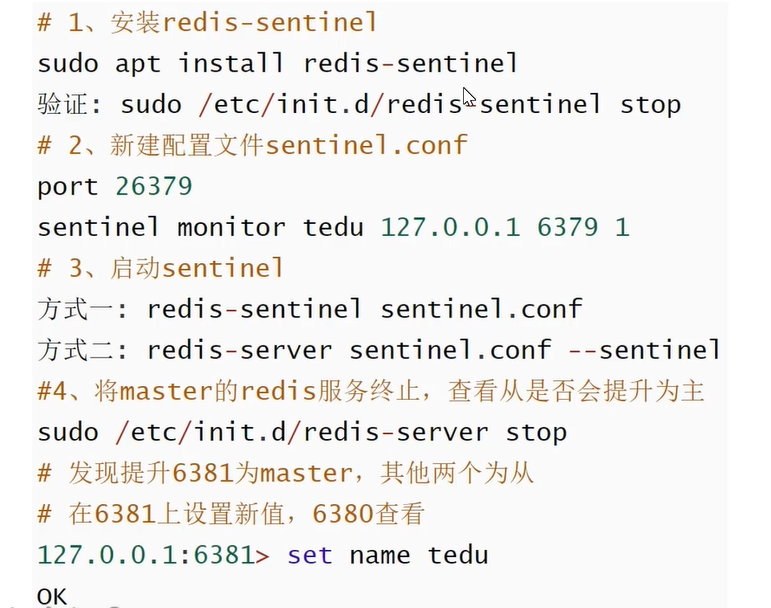 # 1、安装redis-sentinel
sudo apt install redis-sentinel
验证: sudo /etc/init.d/redis-sentinel stop
# 2、新建配置文件sentinel.conf
port 26379
sentinel monitor tedu 127.0.0.1 6379 1
# 3、启动sentinel
方式一: redis-sentinel sentinel.conf
方式二: redis-server sentinel.conf --sentinel
#4、将master的redis服务终止，查看从是否会提升为主
sudo /etc/init.d/redis-server stop
# 发现提升6381为master，其他两个为从
# 在6381上设置新值，6380查看
127.0.0.1:6381> set name tedu
OK